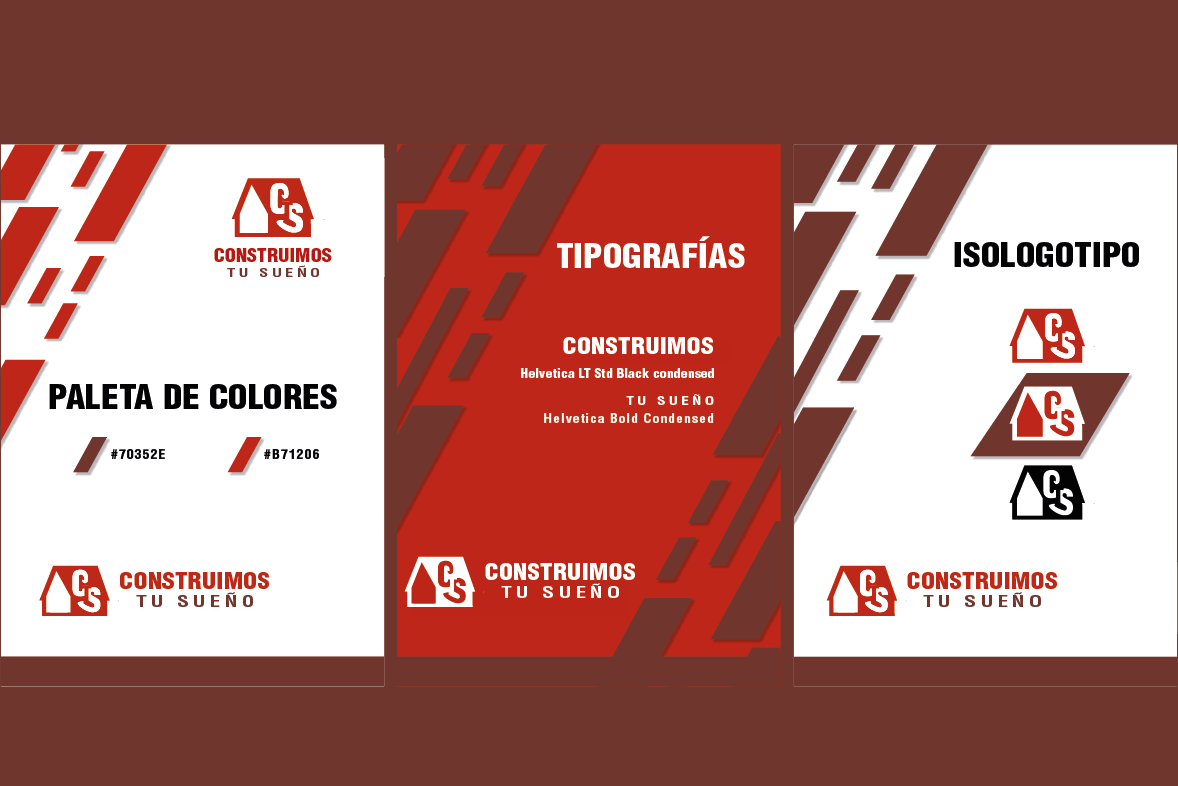 CS
CONSTRUIMOS
TU SUEÑO
PALETA DE COLORES
#70352E
#B71206
CS
CONSTRUIMOS
TU SUEÑO
TIPOGRAFÍAS
CONSTRUIMOS
Helvetica LT Std Black condensed
TU SUEÑO
Helvetica Bold Condensed
CS
CONSTRUIMOS
TU SUEÑO
ISOLOGOTIPO
CS
CS
CS
CS
CONSTRUIMOS
TU SUEÑO